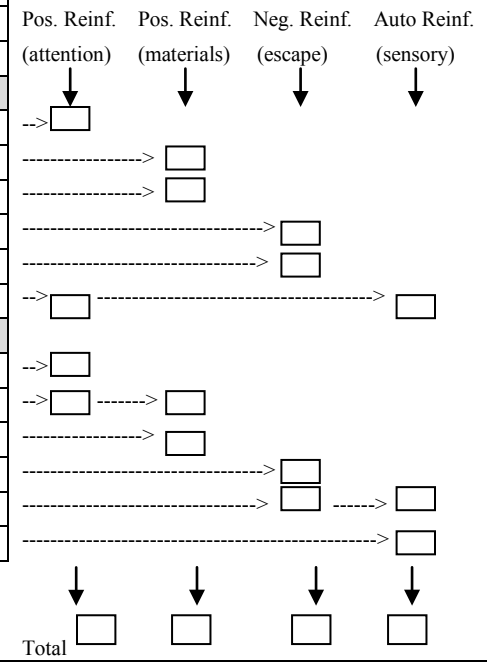 Pos. Reinf. Pos. Reinf. Neg. Reinf. Auto Reinf.
(attention) (materials) (escape) (sensory)
Total